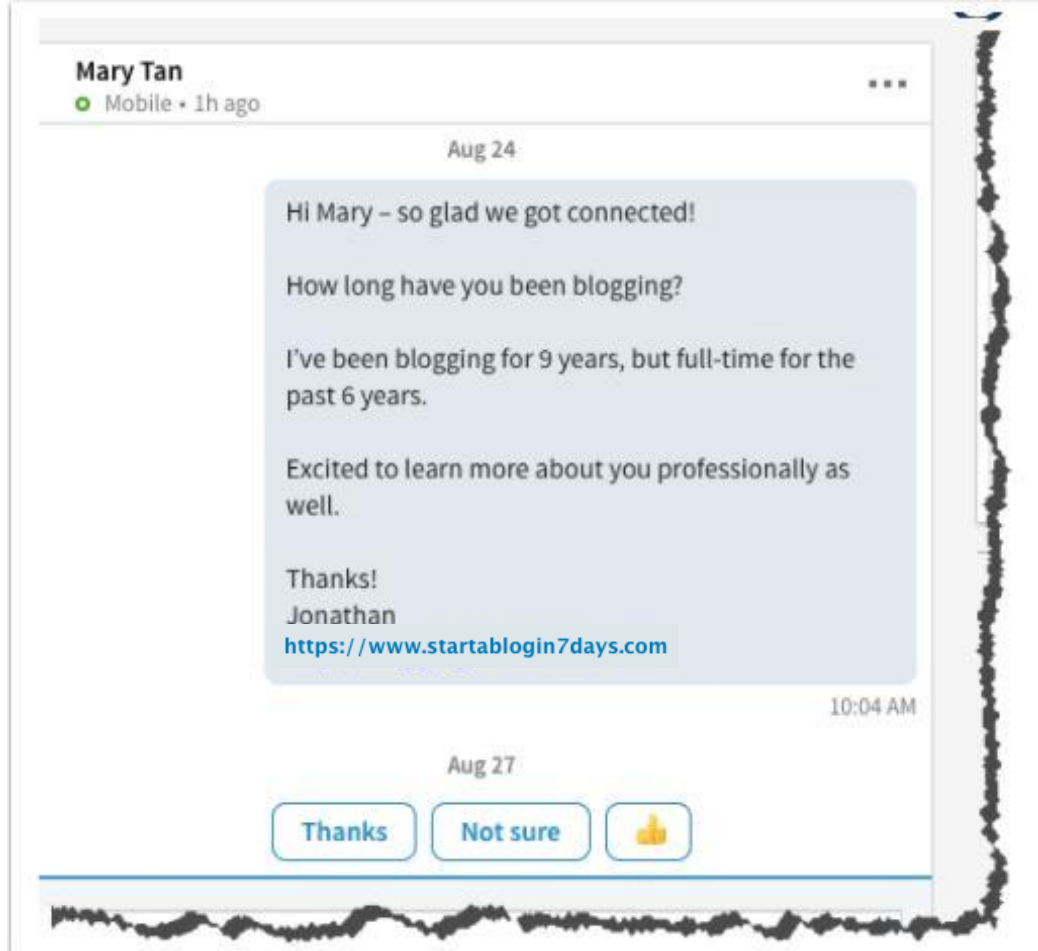 Mary Tan
Mobile • 1h ago
Aug 24
Hi Mary – so glad we got connected!
How long have you been blogging?
I've been blogging for 9 years, but full-time for the
past 6 years.
Excited to learn more about you professionally as
well.
Thanks!
Jonathan
https://www.startablogin7days.com
10:04 AM
Aug 27
Thanks
Not sure